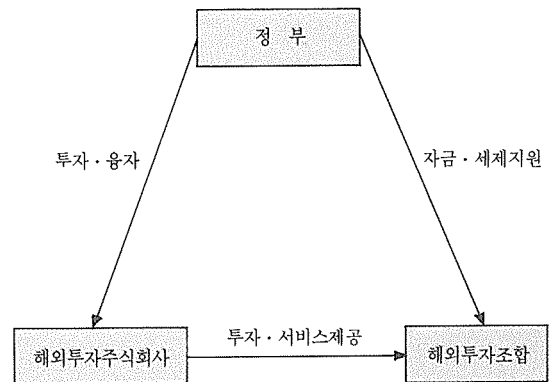 정 부
투자 · 융자
자금 · 세제지원
투자 · 서비스제공
해외투자주식회사
해외투자조합